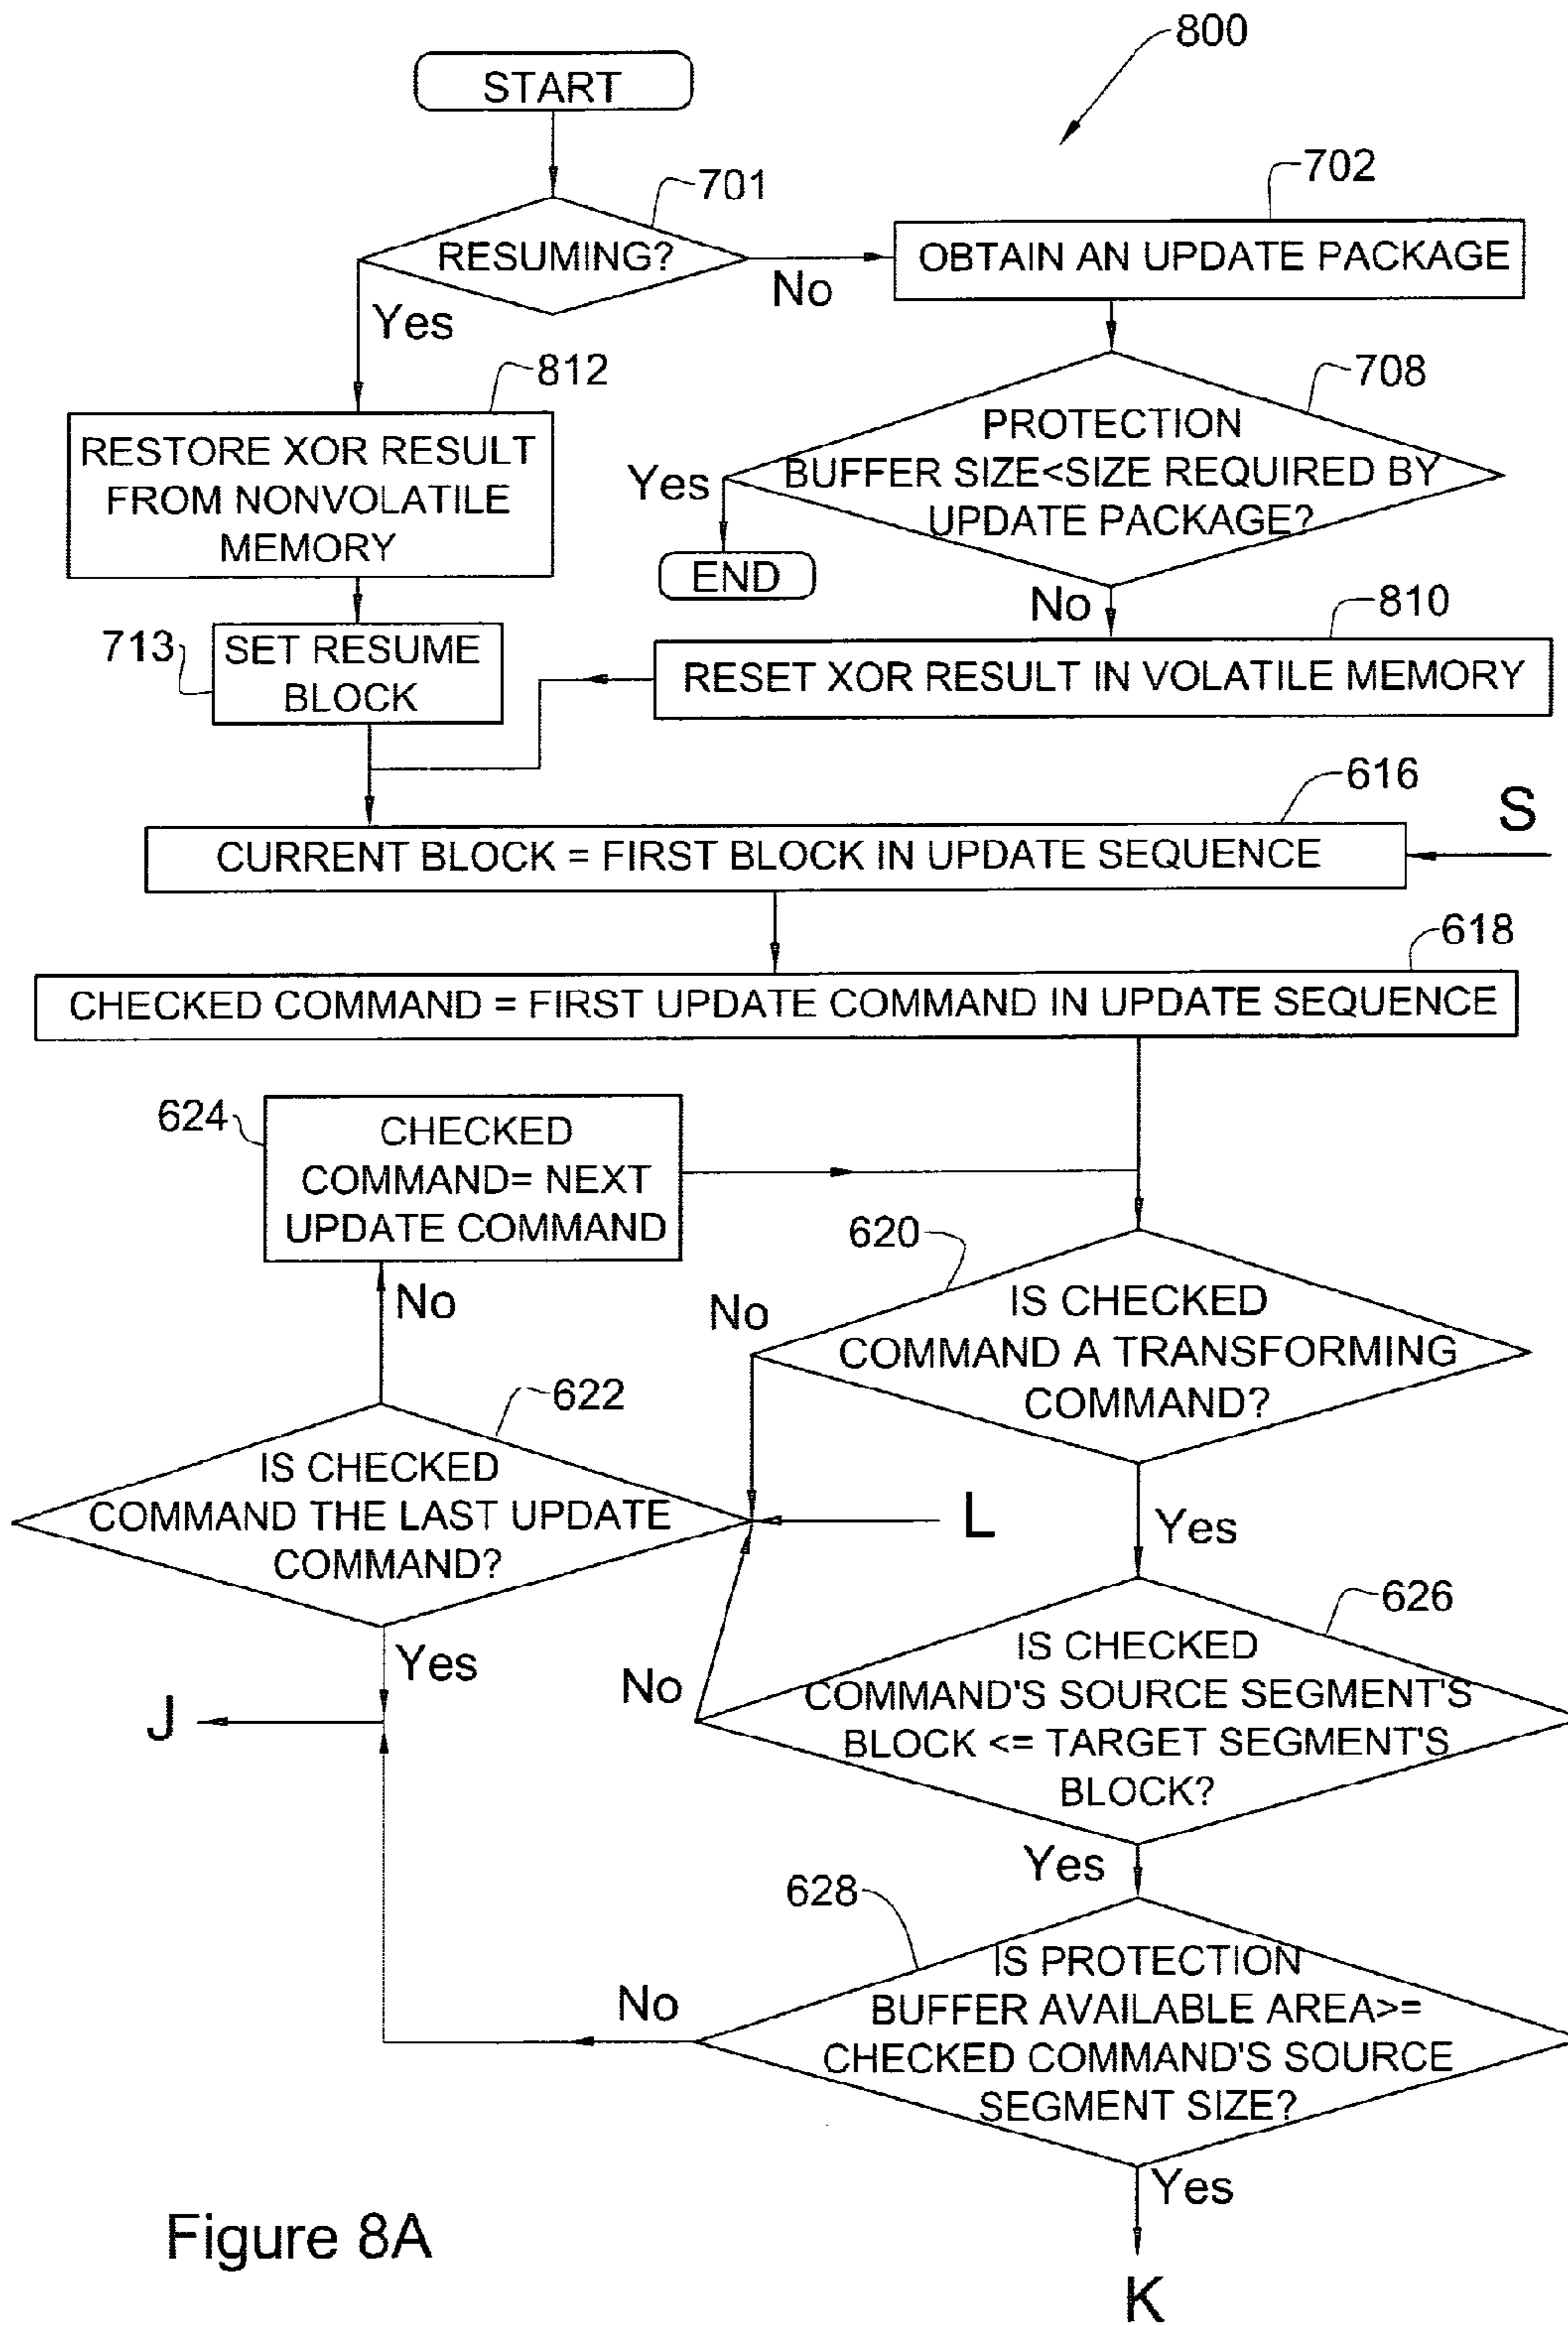 800
START
701
702
RESUMING?
OBTAIN AN UPDATE PACKAGE
No
Yes
812
708
RESTORE XOR RESULT
FROM NONVOLATILE
MEMORY
PROTECTION
BUFFER SIZE<SIZE REQUIRED BY
UPDATE PACKAGE?
Yes
END
No
810
713
SET RESUME
BLOCK
RESET XOR RESULT IN VOLATILE MEMORY
616
S
CURRENT BLOCK = FIRST BLOCK IN UPDATE SEQUENCE
618
CHECKED COMMAND = FIRST UPDATE COMMAND IN UPDATE SEQUENCE
624
CHECKED
COMMAND= NEXT
UPDATE COMMAND
620
No
No
IS CHECKED
COMMAND A TRANSFORMING
COMMAND?
622
IS CHECKED
COMMAND THE LAST UPDATE
COMMAND?
L
Yes
626
Yes
J
No
IS CHECKED
COMMAND'S SOURCE SEGMENT'S
BLOCK <= TARGET SEGMENT'S
BLOCK?
Yes
628
No
IS PROTECTION
BUFFER AVAILABLE AREA>=
CHECKED COMMAND'S SOURCE
SEGMENT SIZE?
Yes
K
Figure 8A